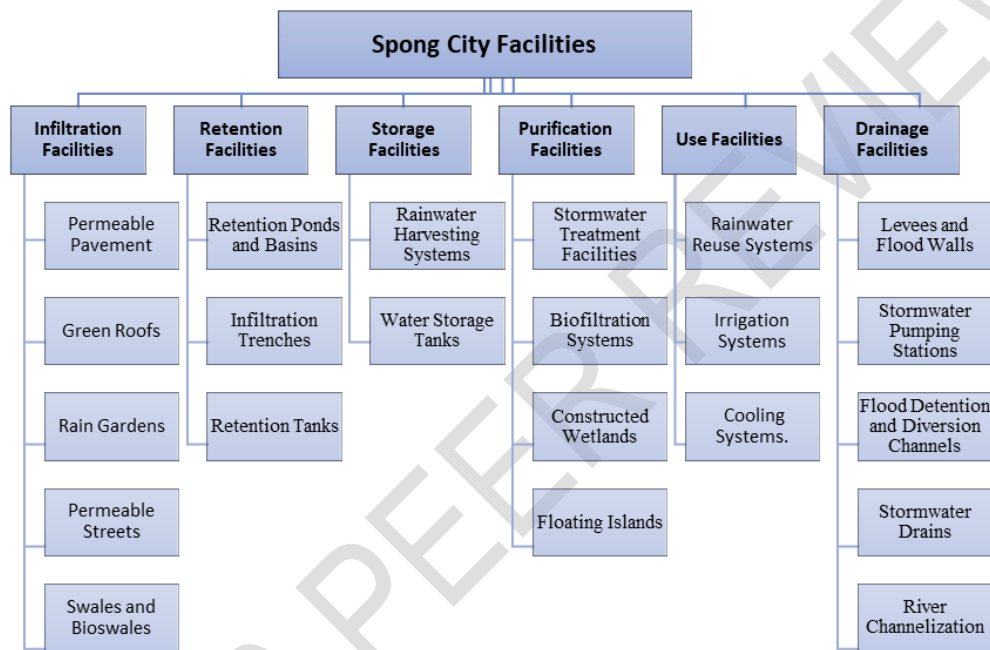 Spong City Facilities
Infiltration
Facilities
Permeable
Pavement
Green Roofs
Rain Gardens
Permeable
Streets
Swales and
Bioswales
Retention
Facilities
Retention Ponds
and Basins
Infiltration
Trenches
Retention Tanks
Storage
Facilities
Rainwater
Harvesting
Systems
Water Storage
Tanks
Purification
Facilities
Stormwater
Treatment
Facilities
Biofiltration
Systems
Constructed
Wetlands
Floating Islands
Use Facilities
Rainwater
Reuse Systems
Irrigation
Systems
Cooling
Systems.
Drainage
Facilities
Levees and
Flood Walls
Stormwater
Pumping
Stations
Flood Detention
and Diversion
Channels
Stormwater
Drains
River
Channelization
PEER REVIEW